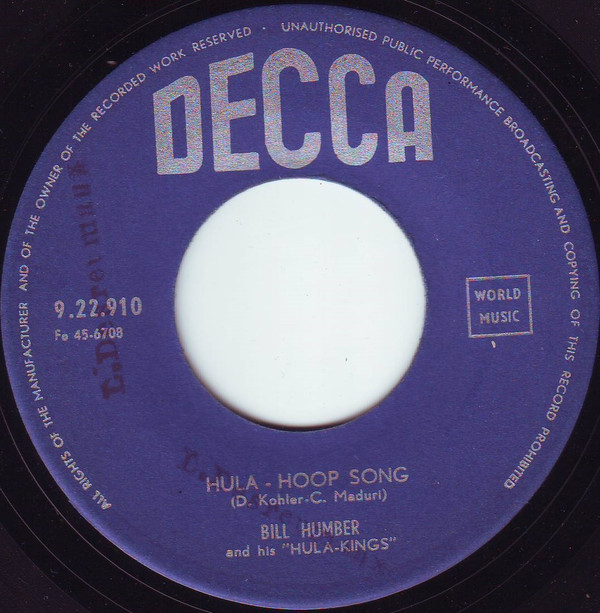 ALL RIGHTS OF THE MANUFACTURER AND OF THE OWNER OF THE RECORDED WORK RESERVED · UNAUTHORISED PUBLIC PERFORMANCE BROADCASTING AND COPYING OF THIS RECORD PROHIBITED
DECCA
9.22.910
Fo 45-6708
WORLD
MUSIC
HULA - HOOP SONG
(D. Kohler-C. Maduri)
BILL HUMBER
and his "HULA-KINGS"